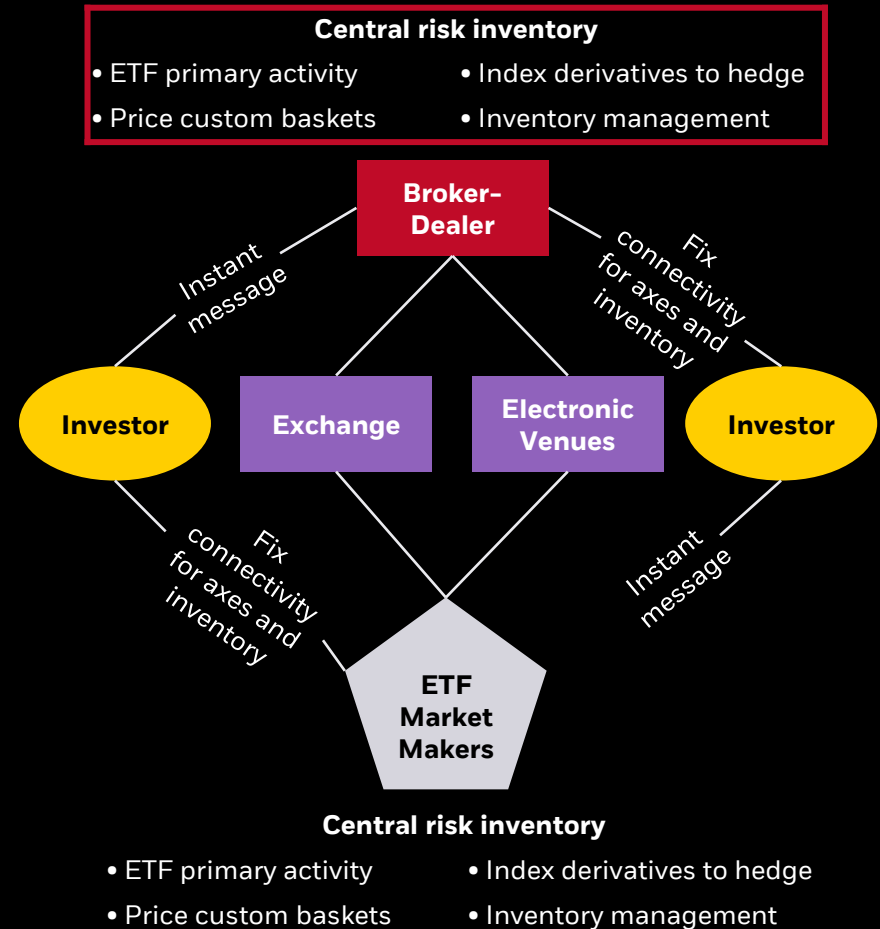 Central risk inventory
• ETF primary activity
• Index derivatives to hedge
• Price custom baskets
• Inventory management
Broker-
Dealer
Instant
message
Fix
connectivity
for axes and
inventory
Investor
Exchange
Electronic
Venues
Investor
Fix
connectivity
for axes and
inventory
Instant
message
ETF
Market
Makers
Central risk inventory
• ETF primary activity
• Index derivatives to hedge
• Price custom baskets
• Inventory management